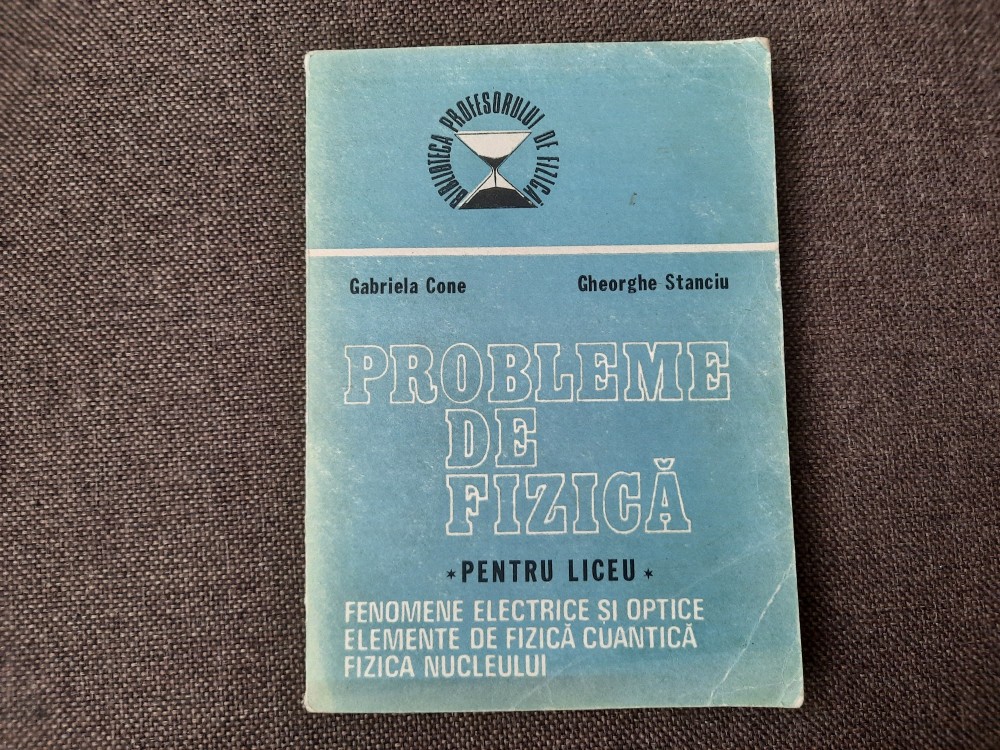 BIBLIOTECA PROFESORULUI DE FIZICĂ
Gabriela Cone Gheorghe Stanciu
PROBLEME
DE
FIZICĂ
* PENTRU LICEU *
FENOMENE ELECTRICE ȘI OPTICE
ELEMENTE DE FIZICĂ CUANTICĂ
FIZICA NUCLEULUI